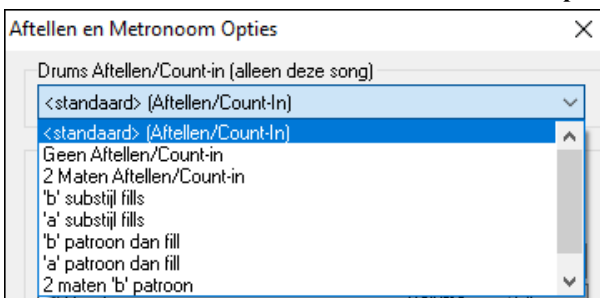 Aftellen en Metronoom Opties
Drums Aftellen/Count-in (alleen deze song)
<standaard> (Aftellen/Count-In)
<standaard> (Aftellen/Count-In)
Geen Aftellen/Count-in
2 Maten Aftellen/Count-in
'b' substijl fills
'a' substijl fills
'b' patroon dan fill
'a' patroon dan fill
2 maten 'b' patroon